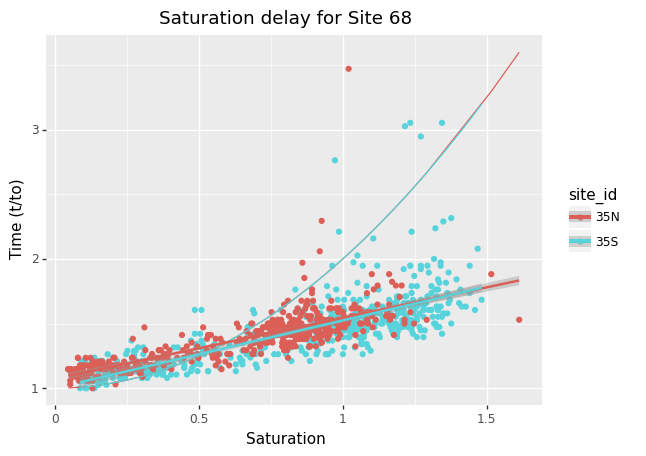 Saturation delay for Site 68
3
2
1
Time (t/to)
0
0.5
1
1.5
Saturation
site_id
35N
35S